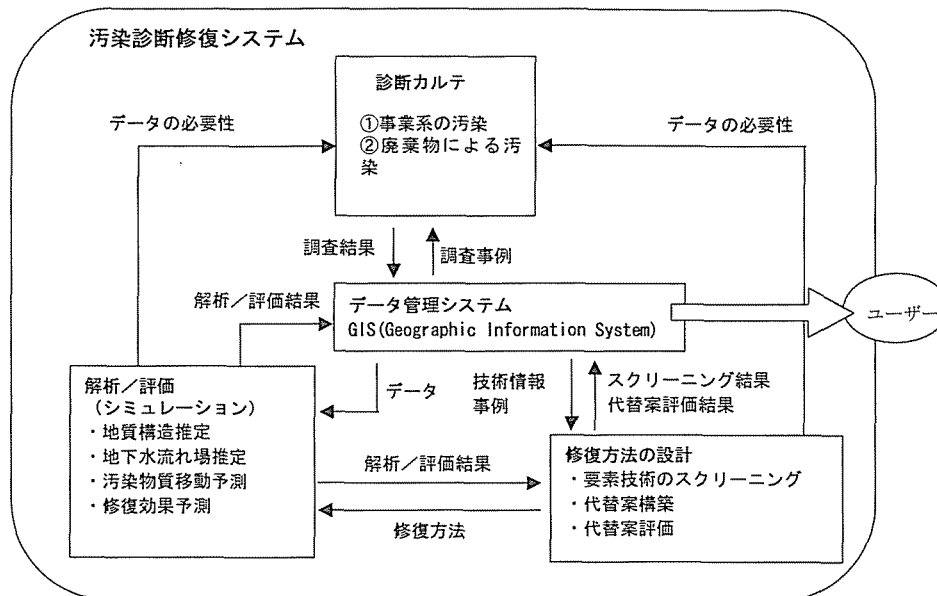 汚染診断修復システム
診断カルテ
①事業系の汚染
②廃棄物による汚
染
データの必要性
データの必要性
調査結果
調査事例
解析／評価結果
データ管理システム
GIS(Geographic Information System)
ユーザー
解析／評価
（シミュレーション）
・地質構造推定
・地下水流れ場推定
・汚染物質移動予測
・修復効果予測
データ
技術情報
事例
スクリーニング結果
代替案評価結果
解析／評価結果
修復方法
修復方法の設計
・要素技術のスクリーニング
・代替案構築
・代替案評価